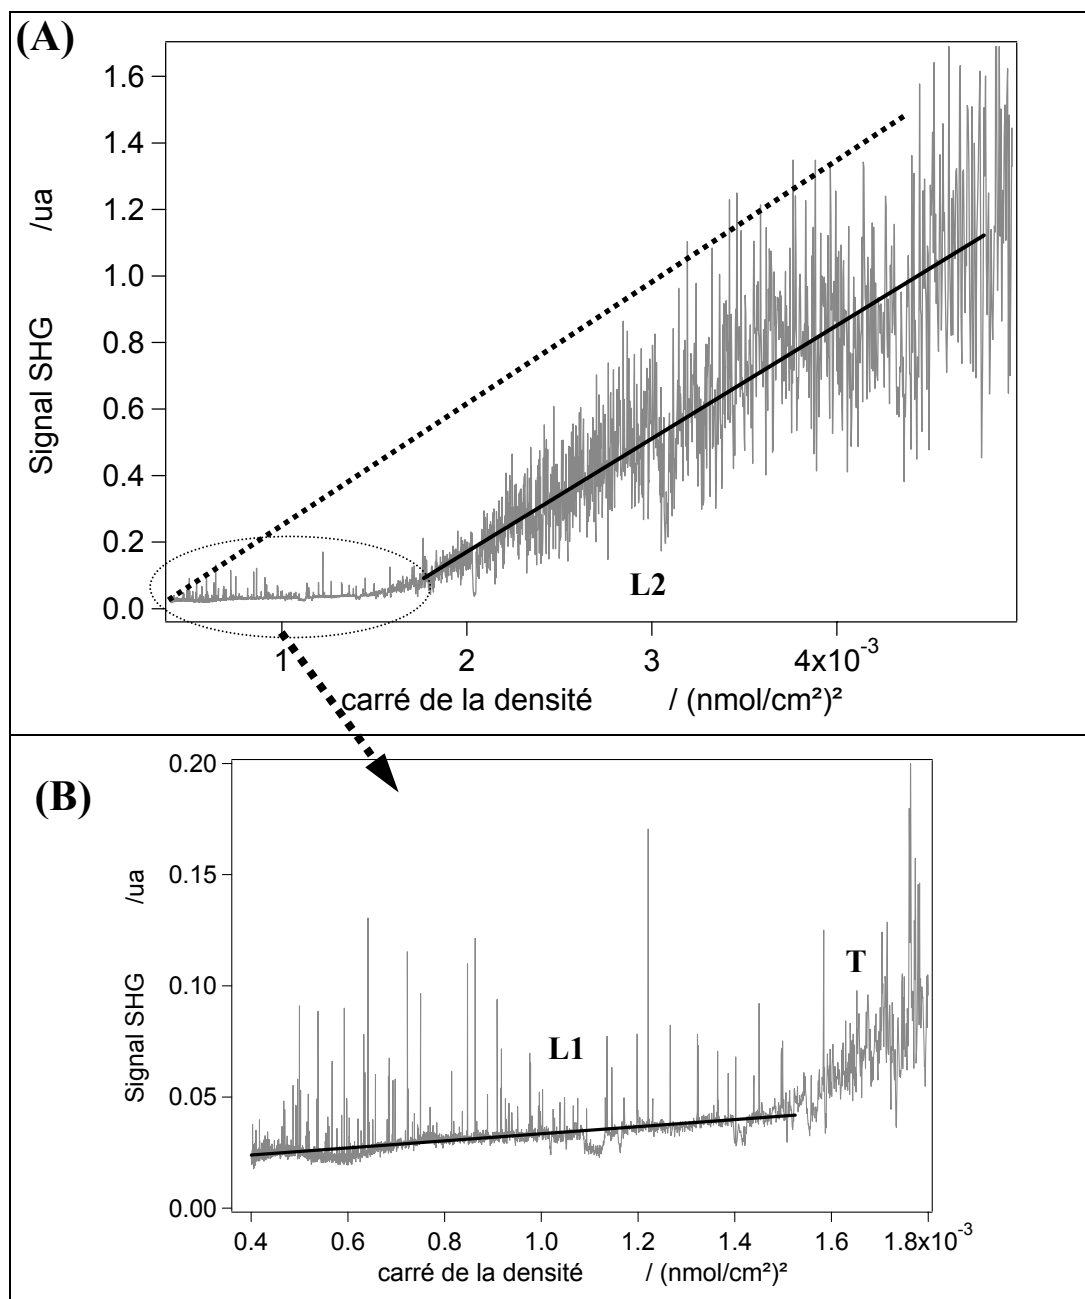 (A)
1.6
1.4
1.2
1.0
0.8
0.6
0.4
0.2
0.0
Signal SHG /ua
L2
1 2 3 4x10⁻³
carré de la densité / (nmol/cm²)²
(B)
0.20
0.15
0.10
0.05
0.00
Signal SHG /ua
T
L1
0.4 0.6 0.8 1.0 1.2 1.4 1.6 1.8x10⁻³
carré de la densité / (nmol/cm²)²